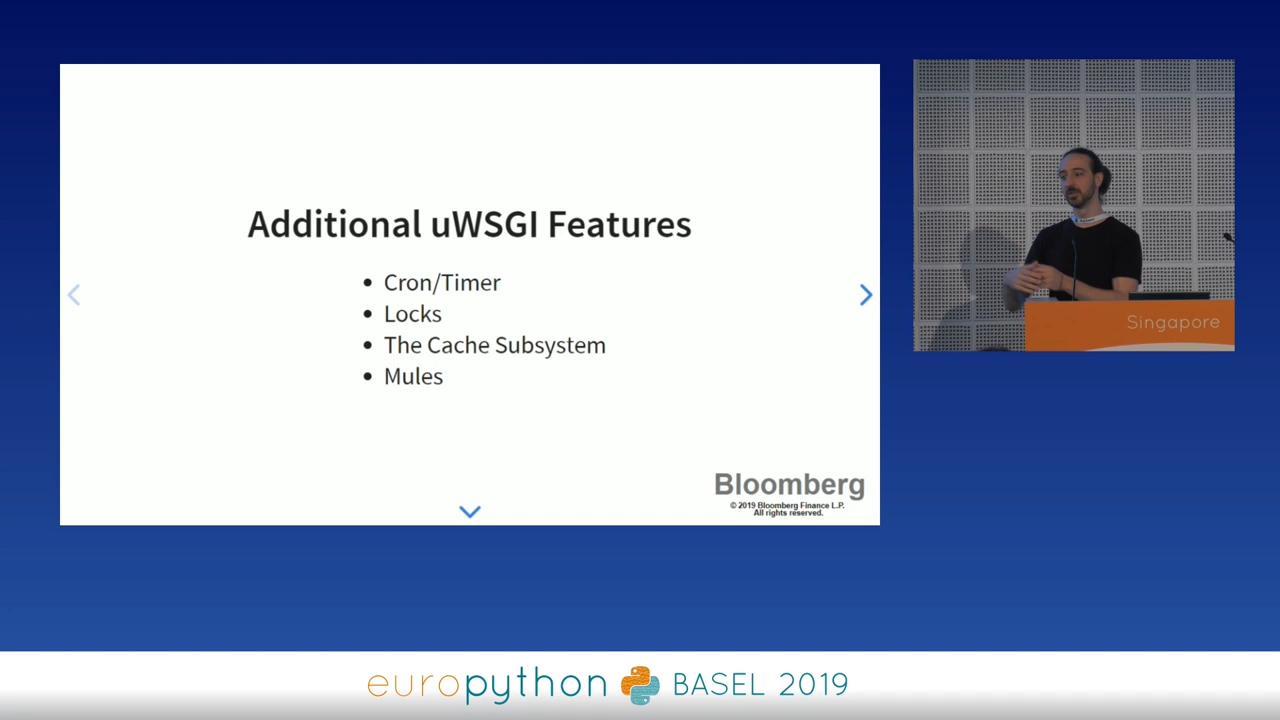 Additional uWSGI Features
Cron/Timer
Locks
The Cache Subsystem
Mules
Bloomberg
© 2019 Bloomberg Finance L.P.
All rights reserved.
Singapore
europython BASEL 2019